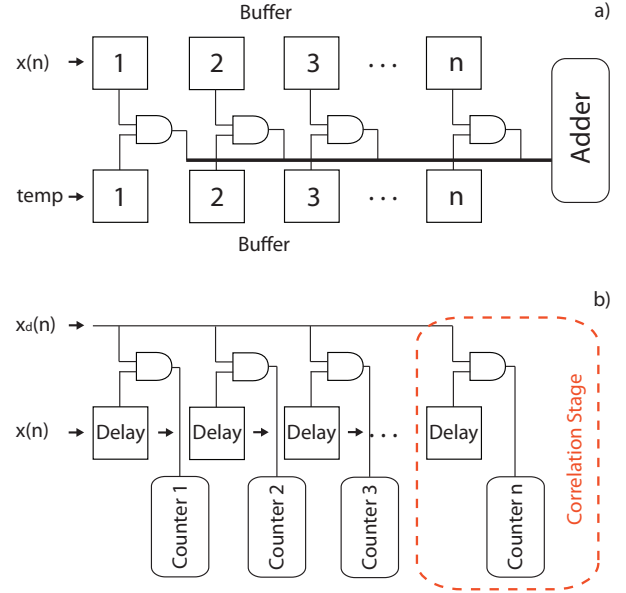 Buffer
a)
x(n)
1
2
3
...
n
Adder
temp
1
2
3
...
n
Buffer
b)
xd(n)
x(n)
Delay
Delay
Delay
...
Delay
Counter 1
Counter 2
Counter 3
Counter n
Correlation Stage